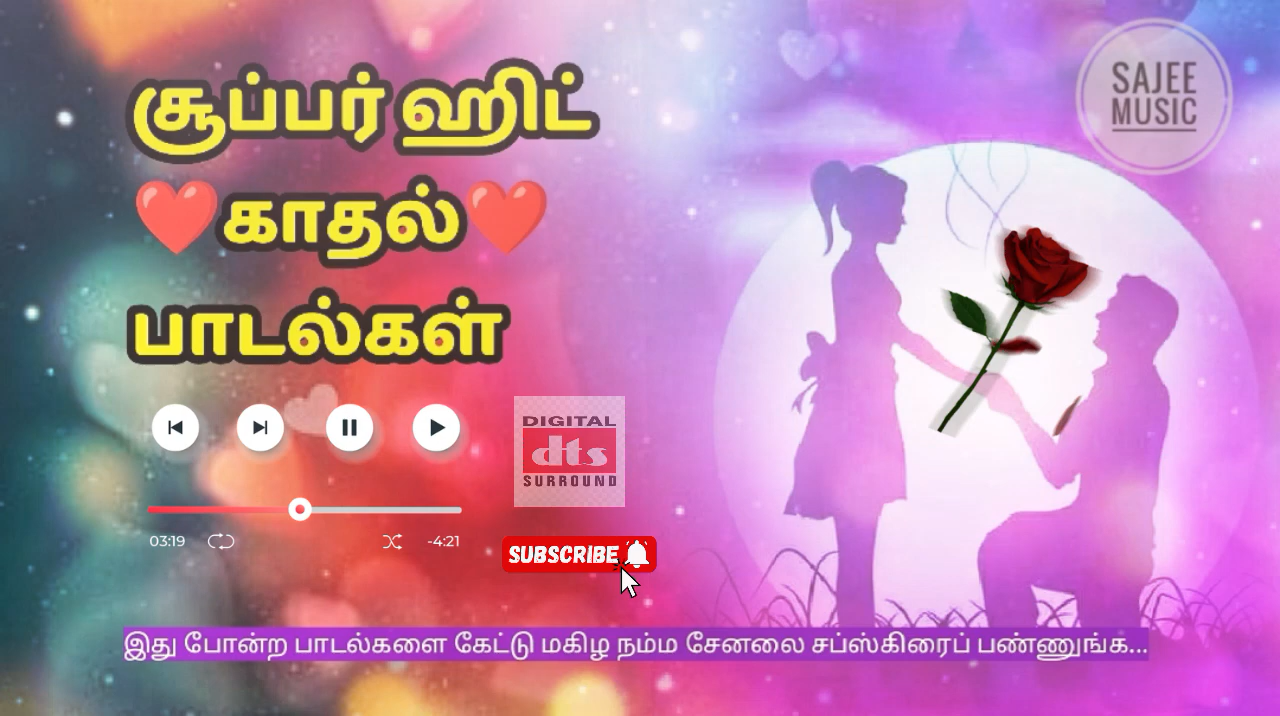 சூப்பர் ஹிட்
❤️காதல்❤️
பாடல்கள்
SAJEE
MUSIC
DIGITAL
dts
SURROUND
03:19
-4:21
SUBSCRIBE
இது போன்ற பாடல்களை கேட்டு மகிழ நம்ம சேனலை சப்ஸ்கிரைப் பண்ணுங்க...